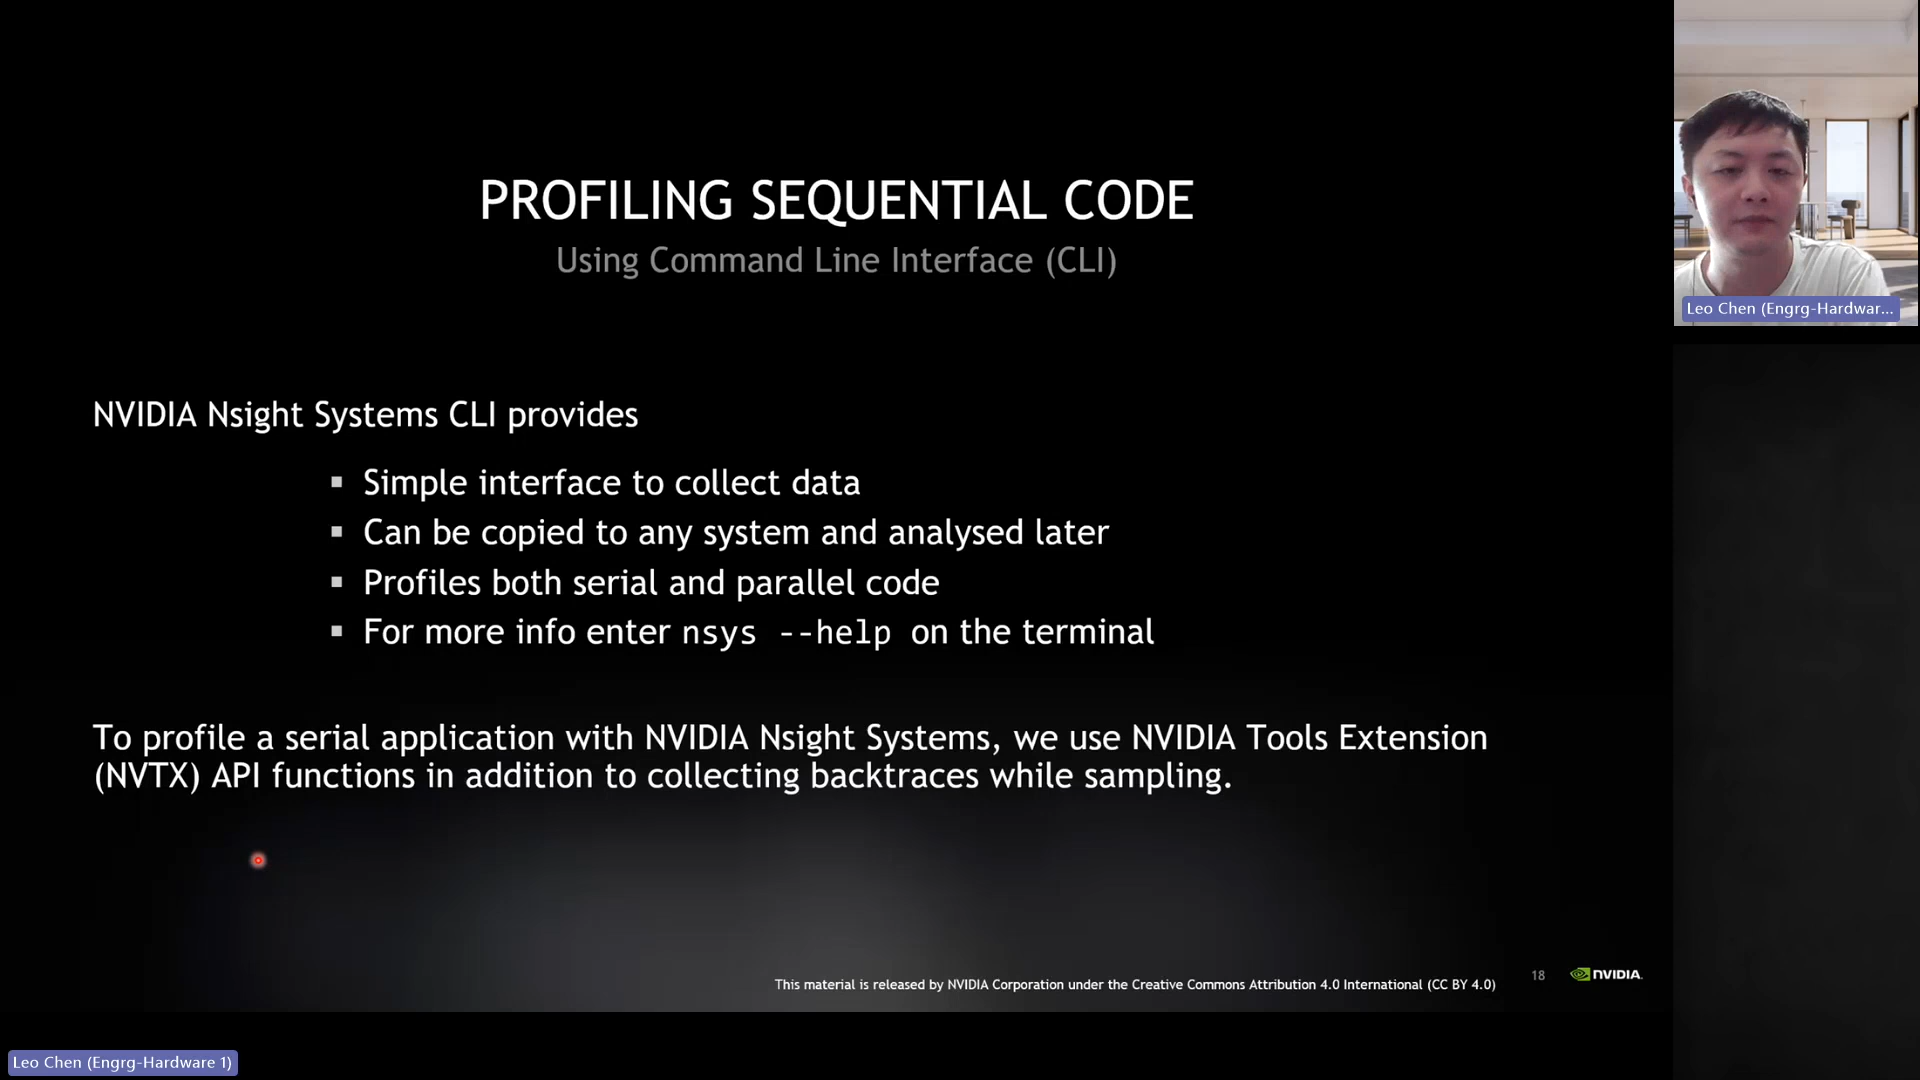 PROFILING SEQUENTIAL CODE
Using Command Line Interface (CLI)
NVIDIA Nsight Systems CLI provides
▪ Simple interface to collect data
▪ Can be copied to any system and analysed later
▪ Profiles both serial and parallel code
▪ For more info enter nsys --help on the terminal
To profile a serial application with NVIDIA Nsight Systems, we use NVIDIA Tools Extension
(NVTX) API functions in addition to collecting backtraces while sampling.
This material is released by NVIDIA Corporation under the Creative Commons Attribution 4.0 International (CC BY 4.0)
18
NVIDIA.
Leo Chen (Engrg-Hardwar...
Leo Chen (Engrg-Hardware 1)